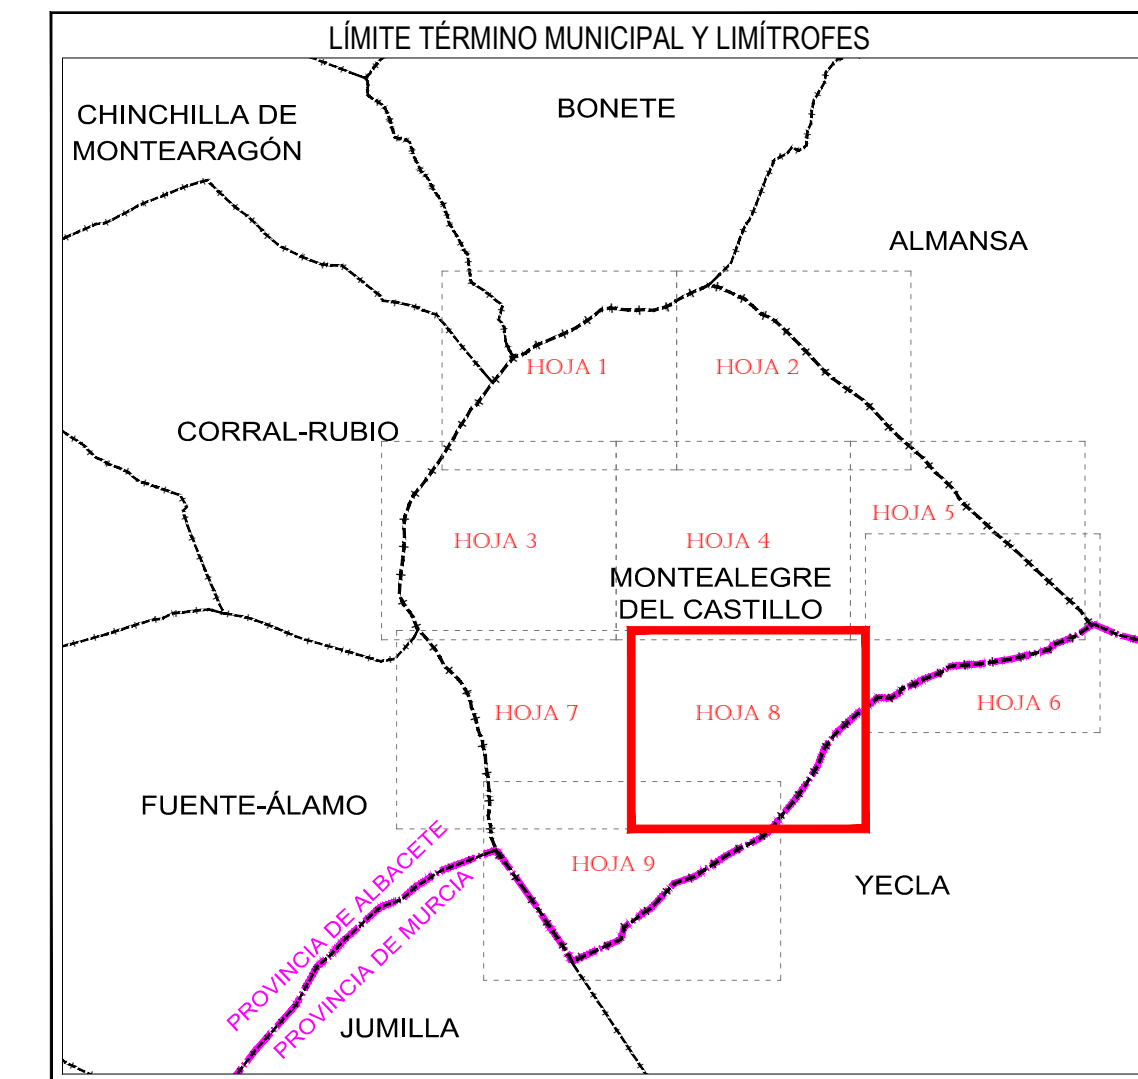 LÍMITE TÉRMINO MUNICIPAL Y LIMÍTROFES
CHINCHILLA DE
MONTEARAGÓN
BONETE
ALMANSA
HOJA 1
HOJA 2
CORRAL-RUBIO
HOJA 3
HOJA 4
HOJA 5
MONTEALEGRE
DEL CASTILLO
HOJA 7
HOJA 8
HOJA 6
FUENTE-ÁLAMO
HOJA 9
YECLA
PROVINCIA DE ALBACETE
PROVINCIA DE MURCIA
JUMILLA